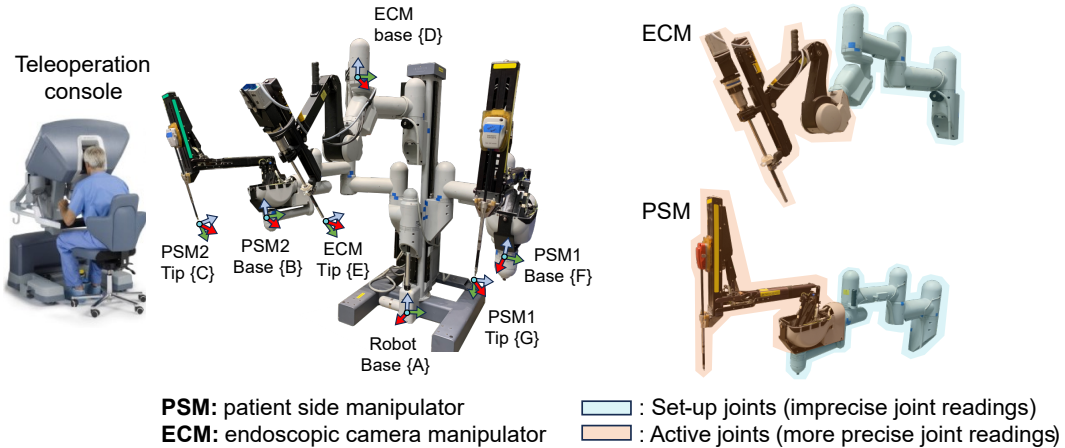 Teleoperation
console
ECM
base {D}
PSM2
Tip {C}
PSM2
Base {B}
ECM
Tip {E}
Robot
Base {A}
PSM1
Base {F}
PSM1
Tip {G}
ECM
PSM
PSM: patient side manipulator
ECM: endoscopic camera manipulator
: Set-up joints (imprecise joint readings)
: Active joints (more precise joint readings)